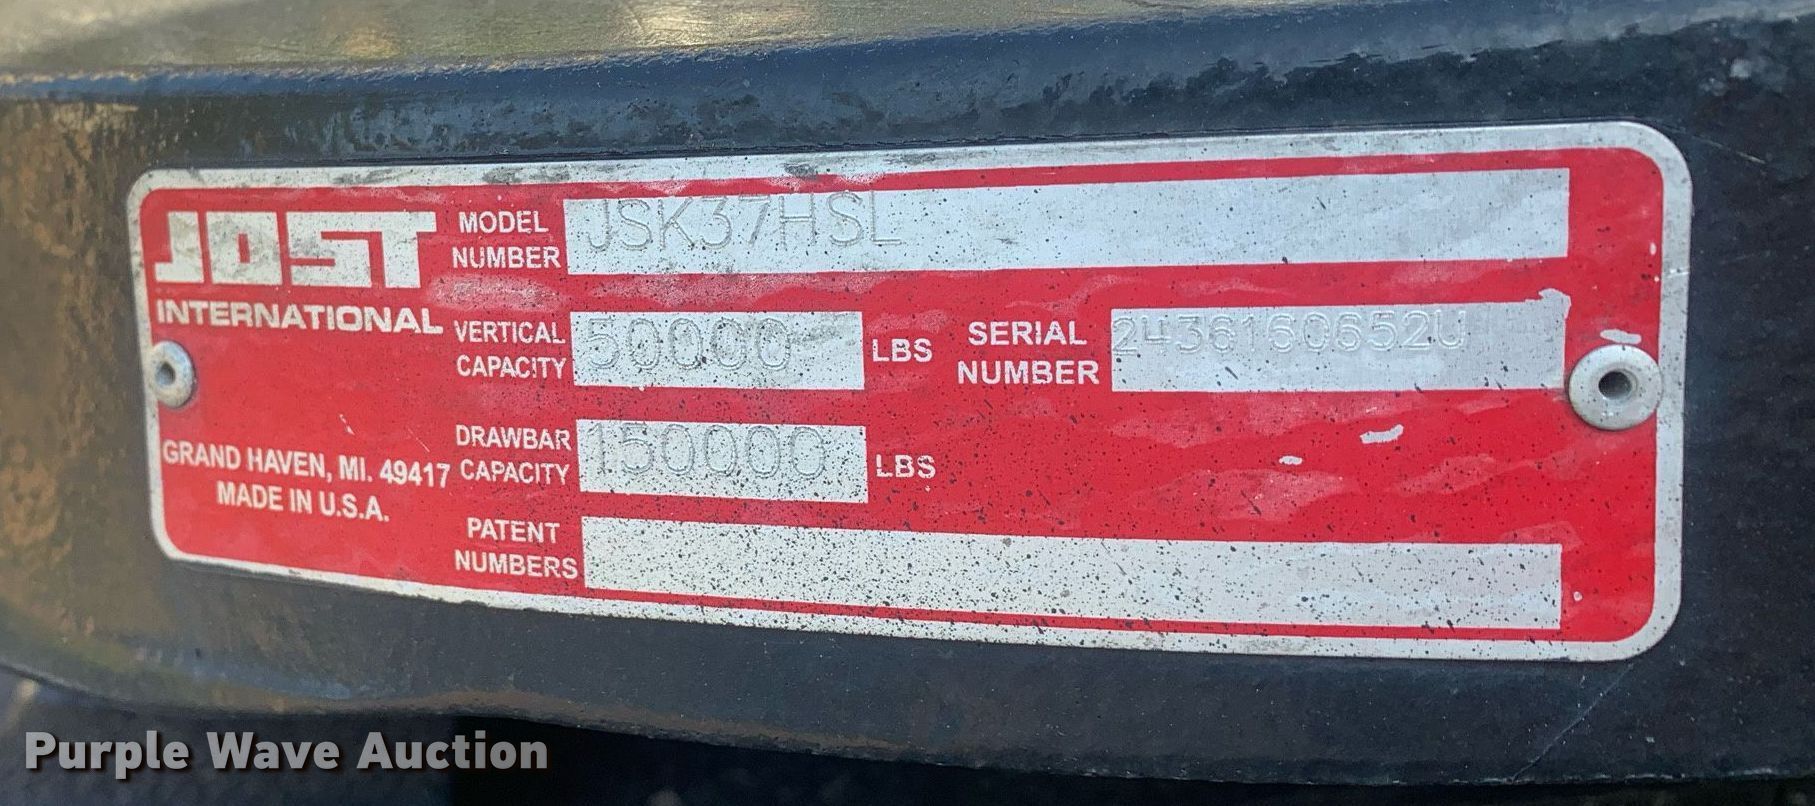 JOST
INTERNATIONAL
MODEL NUMBER JSK37HSL
VERTICAL CAPACITY 50000 LBS
SERIAL NUMBER 2436160652U
DRAWBAR CAPACITY 150000 LBS
GRAND HAVEN, MI. 49417
MADE IN U.S.A.
PATENT NUMBERS
Purple Wave Auction